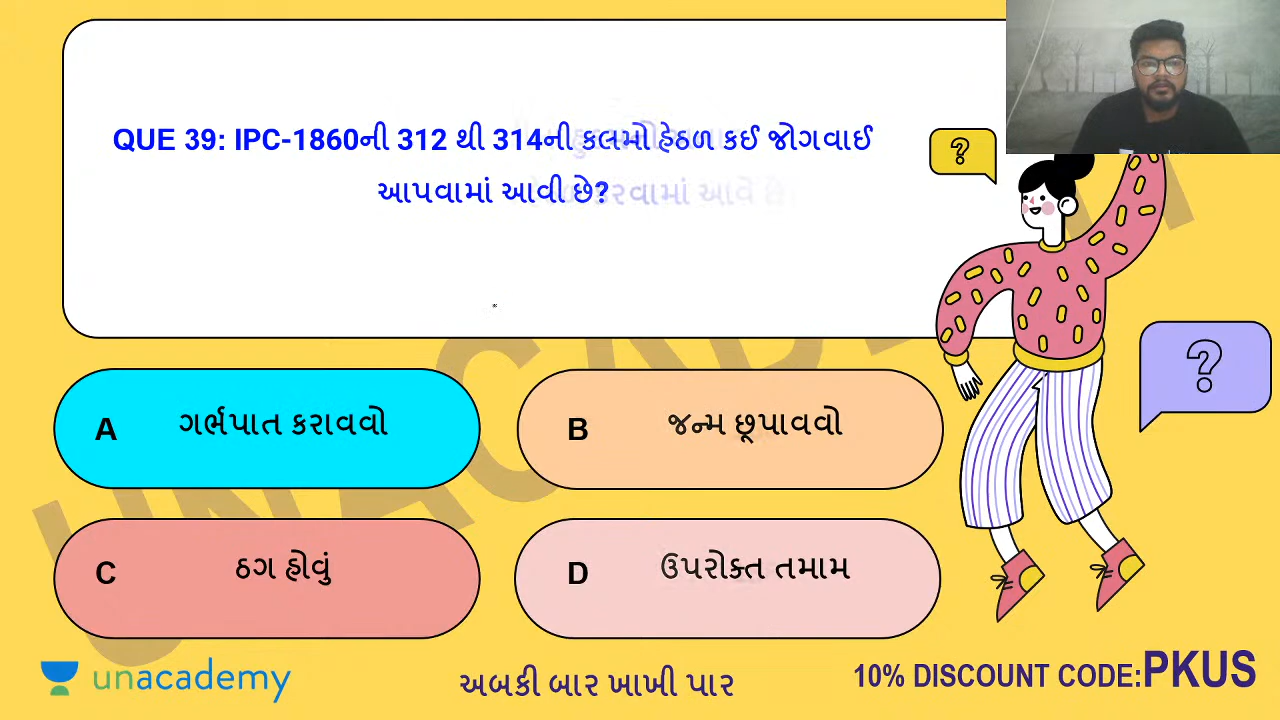 QUE 39: IPC-1860ની 312 થી 314ની કલમો હેઠળ કઈ જોગવાઈ
આપવામાં આવી છે?
?
?
A ગર્ભપાત કરાવવો
B જન્મ છૂપાવવો
C ઠગ હોવું
D ઉપરોક્ત તમામ
UNACADEMY
unacademy
અબકી બાર ખાખી પાર
10% DISCOUNT CODE:PKUS